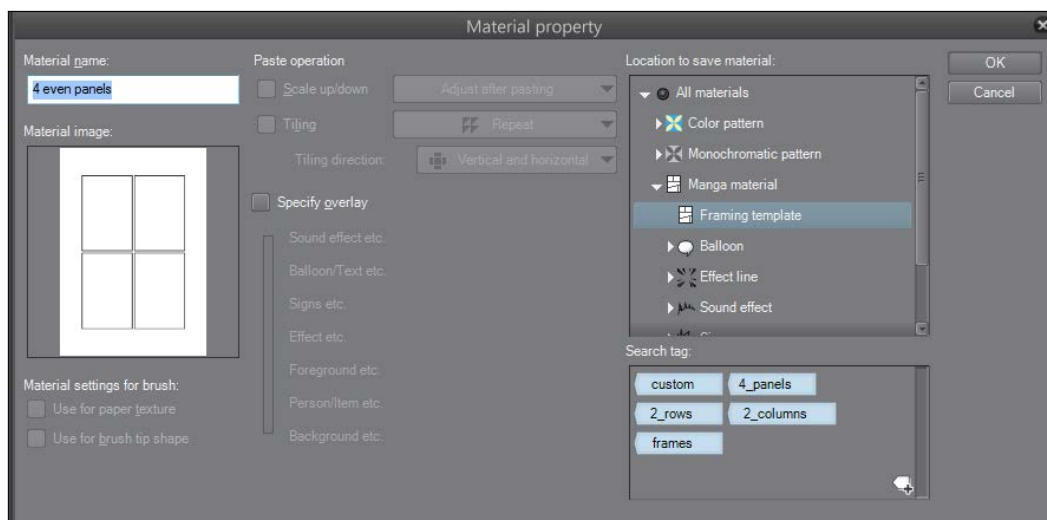 Material property
Material name:
4 even panels
Material image:
Material settings for brush:
Use for paper texture
Use for brush tip shape
Paste operation
Scale up/down
Adjust after pasting
Tiling
Repeat
Tiling direction:
Vertical and horizontal
Specify overlay
Sound effect etc.
Balloon/Text etc.
Signs etc.
Effect etc.
Foreground etc.
Person/Item etc.
Background etc.
Location to save material:
All materials
Color pattern
Monochromatic pattern
Manga material
Framing template
Balloon
Effect line
Sound effect
Search tag:
custom 4_panels
2_rows 2_columns
frames
OK
Cancel